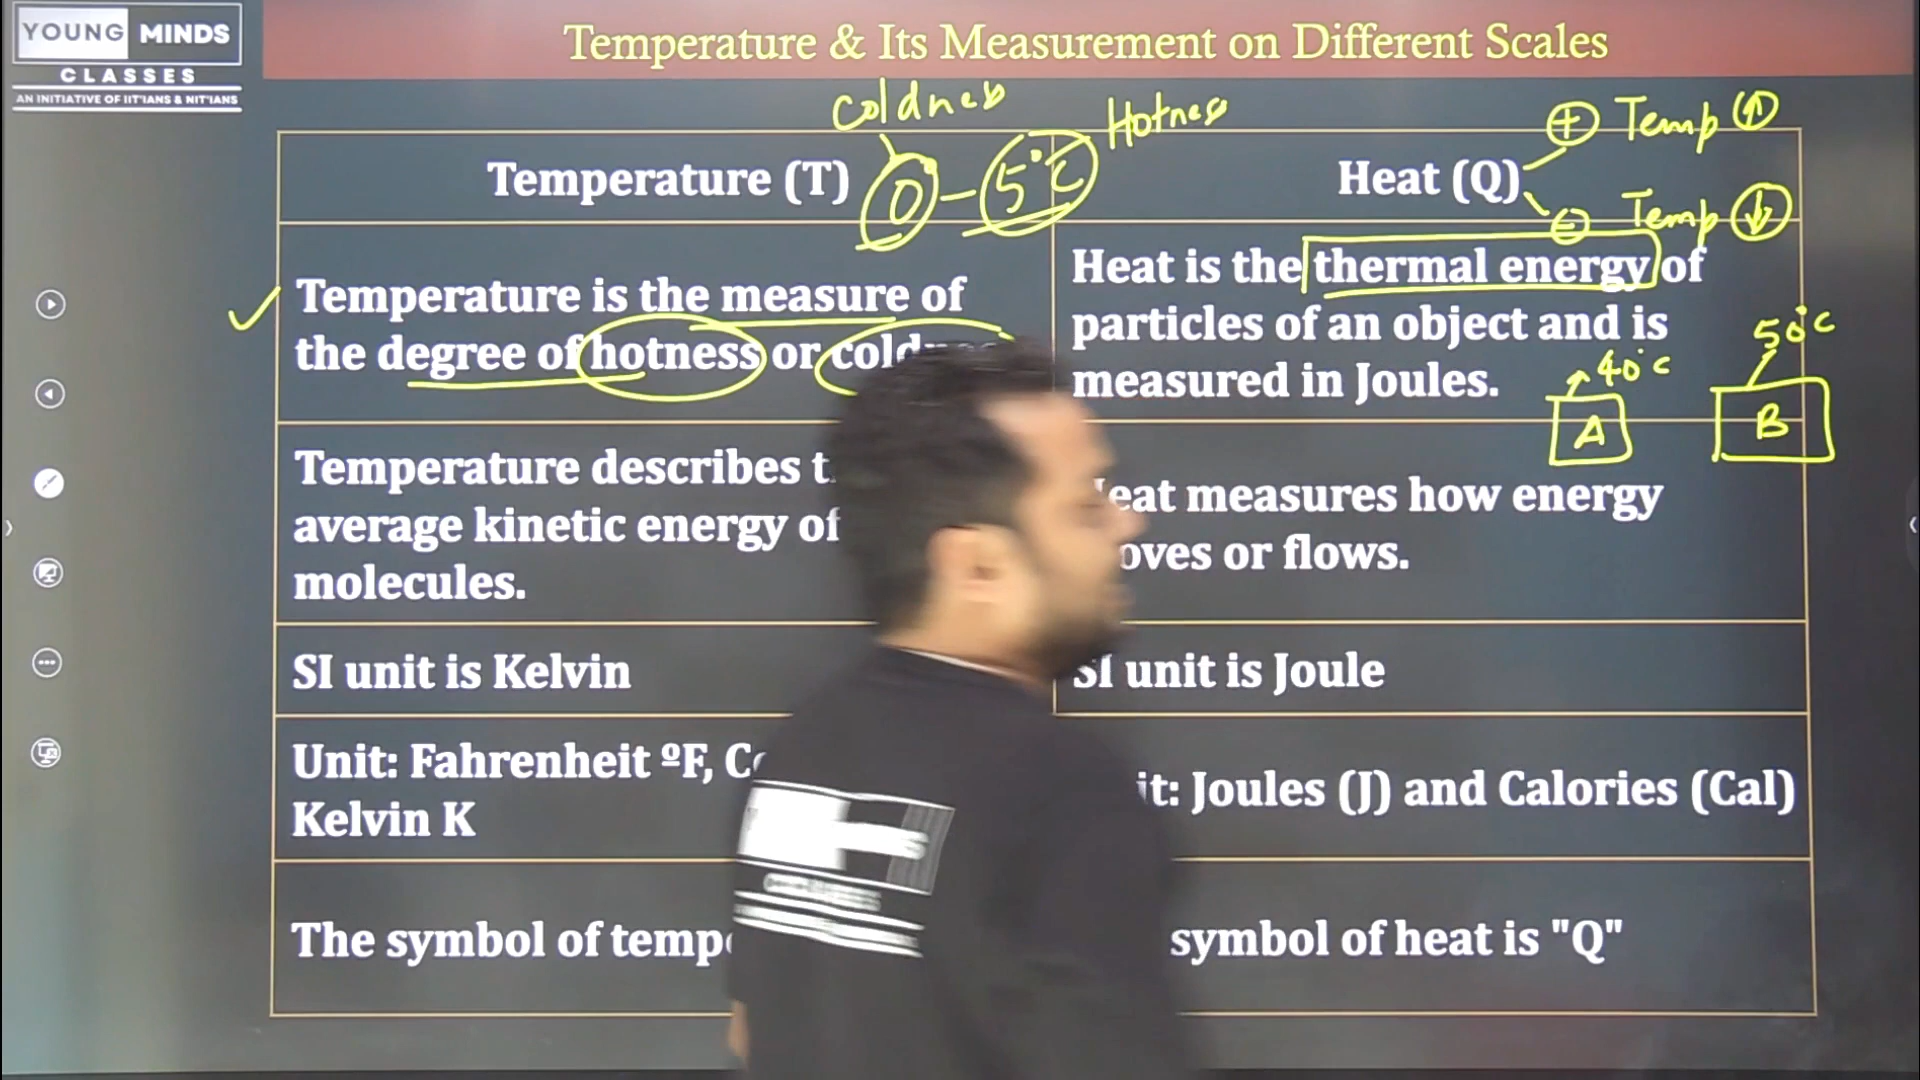 YOUNG MINDS
CLASSES
AN INITIATIVE OF IIT'IANS & NIT'IANS
Temperature & Its Measurement on Different Scales
Coldness
Hotness
⊕ Temp ↑
Temperature (T)
0° - 5°C
Heat (Q)
⊖ Temp ↓
Temperature is the measure of
the degree of hotness or
Heat is the thermal energy of
particles of an object and is
measured in Joules.
50°C
40°C
A
B
Temperature describes
average kinetic energy of
molecules.
Heat measures how energy
or flows.
SI unit is Kelvin
SI unit is Joule
Unit: Fahrenheit ºF,
Kelvin K
Joules (J) and Calories (Cal)
The symbol of
symbol of heat is "Q"